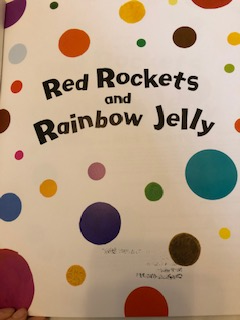 Red Rockets
and
Rainbow Jelly